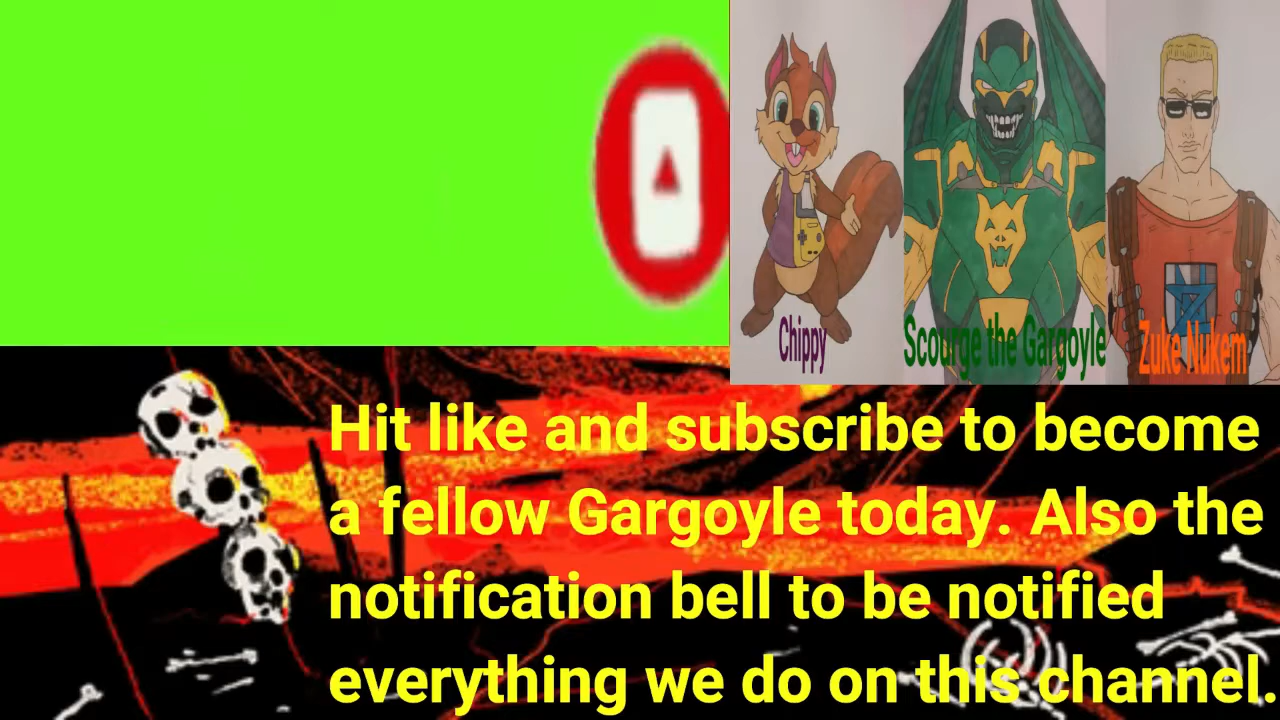 Chippy
Scourge the Gargoyle
Zuke Nukem
Hit like and subscribe to become
a fellow Gargoyle today. Also the
notification bell to be notified
everything we do on this channel.